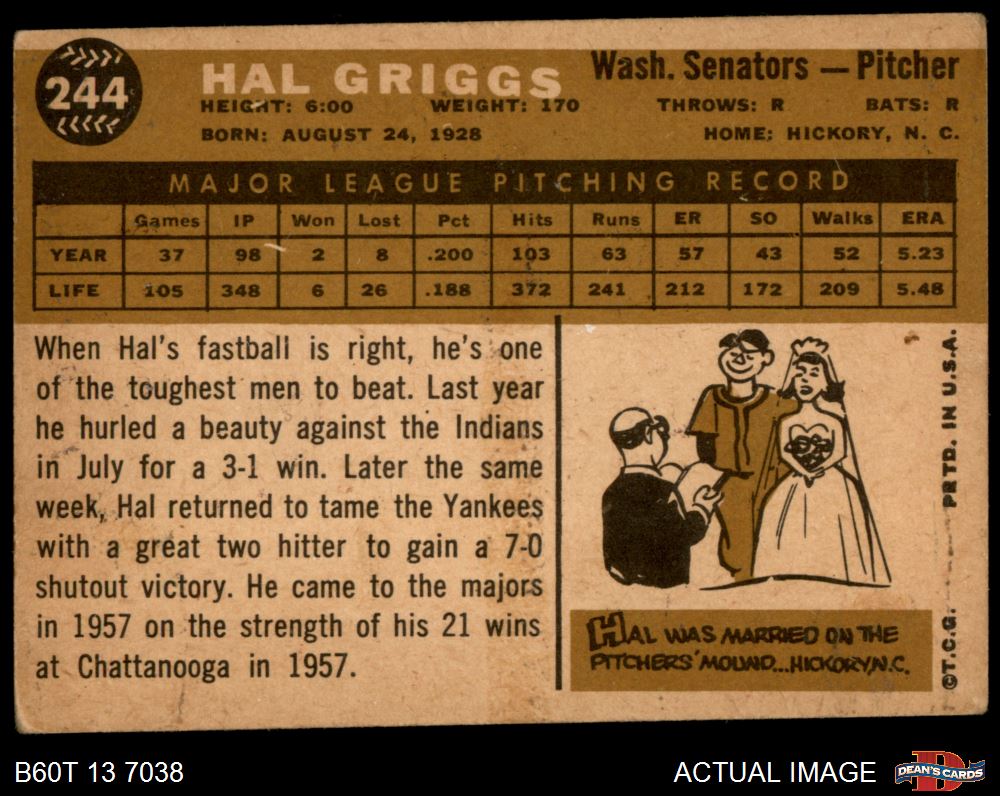 244
HAL GRIGGS
Wash. Senators — Pitcher
HEIGHT: 6:00 WEIGHT: 170 THROWS: R BATS: R
BORN: AUGUST 24, 1928 HOME: HICKORY, N. C.
MAJOR LEAGUE PITCHING RECORD
Games IP Won Lost Pct Hits Runs ER SO Walks ERA
YEAR 37 98 2 8 .200 103 63 57 43 52 5.23
LIFE 105 348 6 26 .188 372 241 212 172 209 5.48
When Hal's fastball is right, he's one
of the toughest men to beat. Last year
he hurled a beauty against the Indians
in July for a 3-1 win. Later the same
week, Hal returned to tame the Yankees
with a great two hitter to gain a 7-0
shutout victory. He came to the majors
in 1957 on the strength of his 21 wins
at Chattanooga in 1957.
HAL WAS MARRIED ON THE
PITCHERS' MOUND...HICKORY,N.C.
©T.C.G. PRTD. IN U.S.A.
B60T 13 7038
ACTUAL IMAGE
D
DEAN'S CARDS